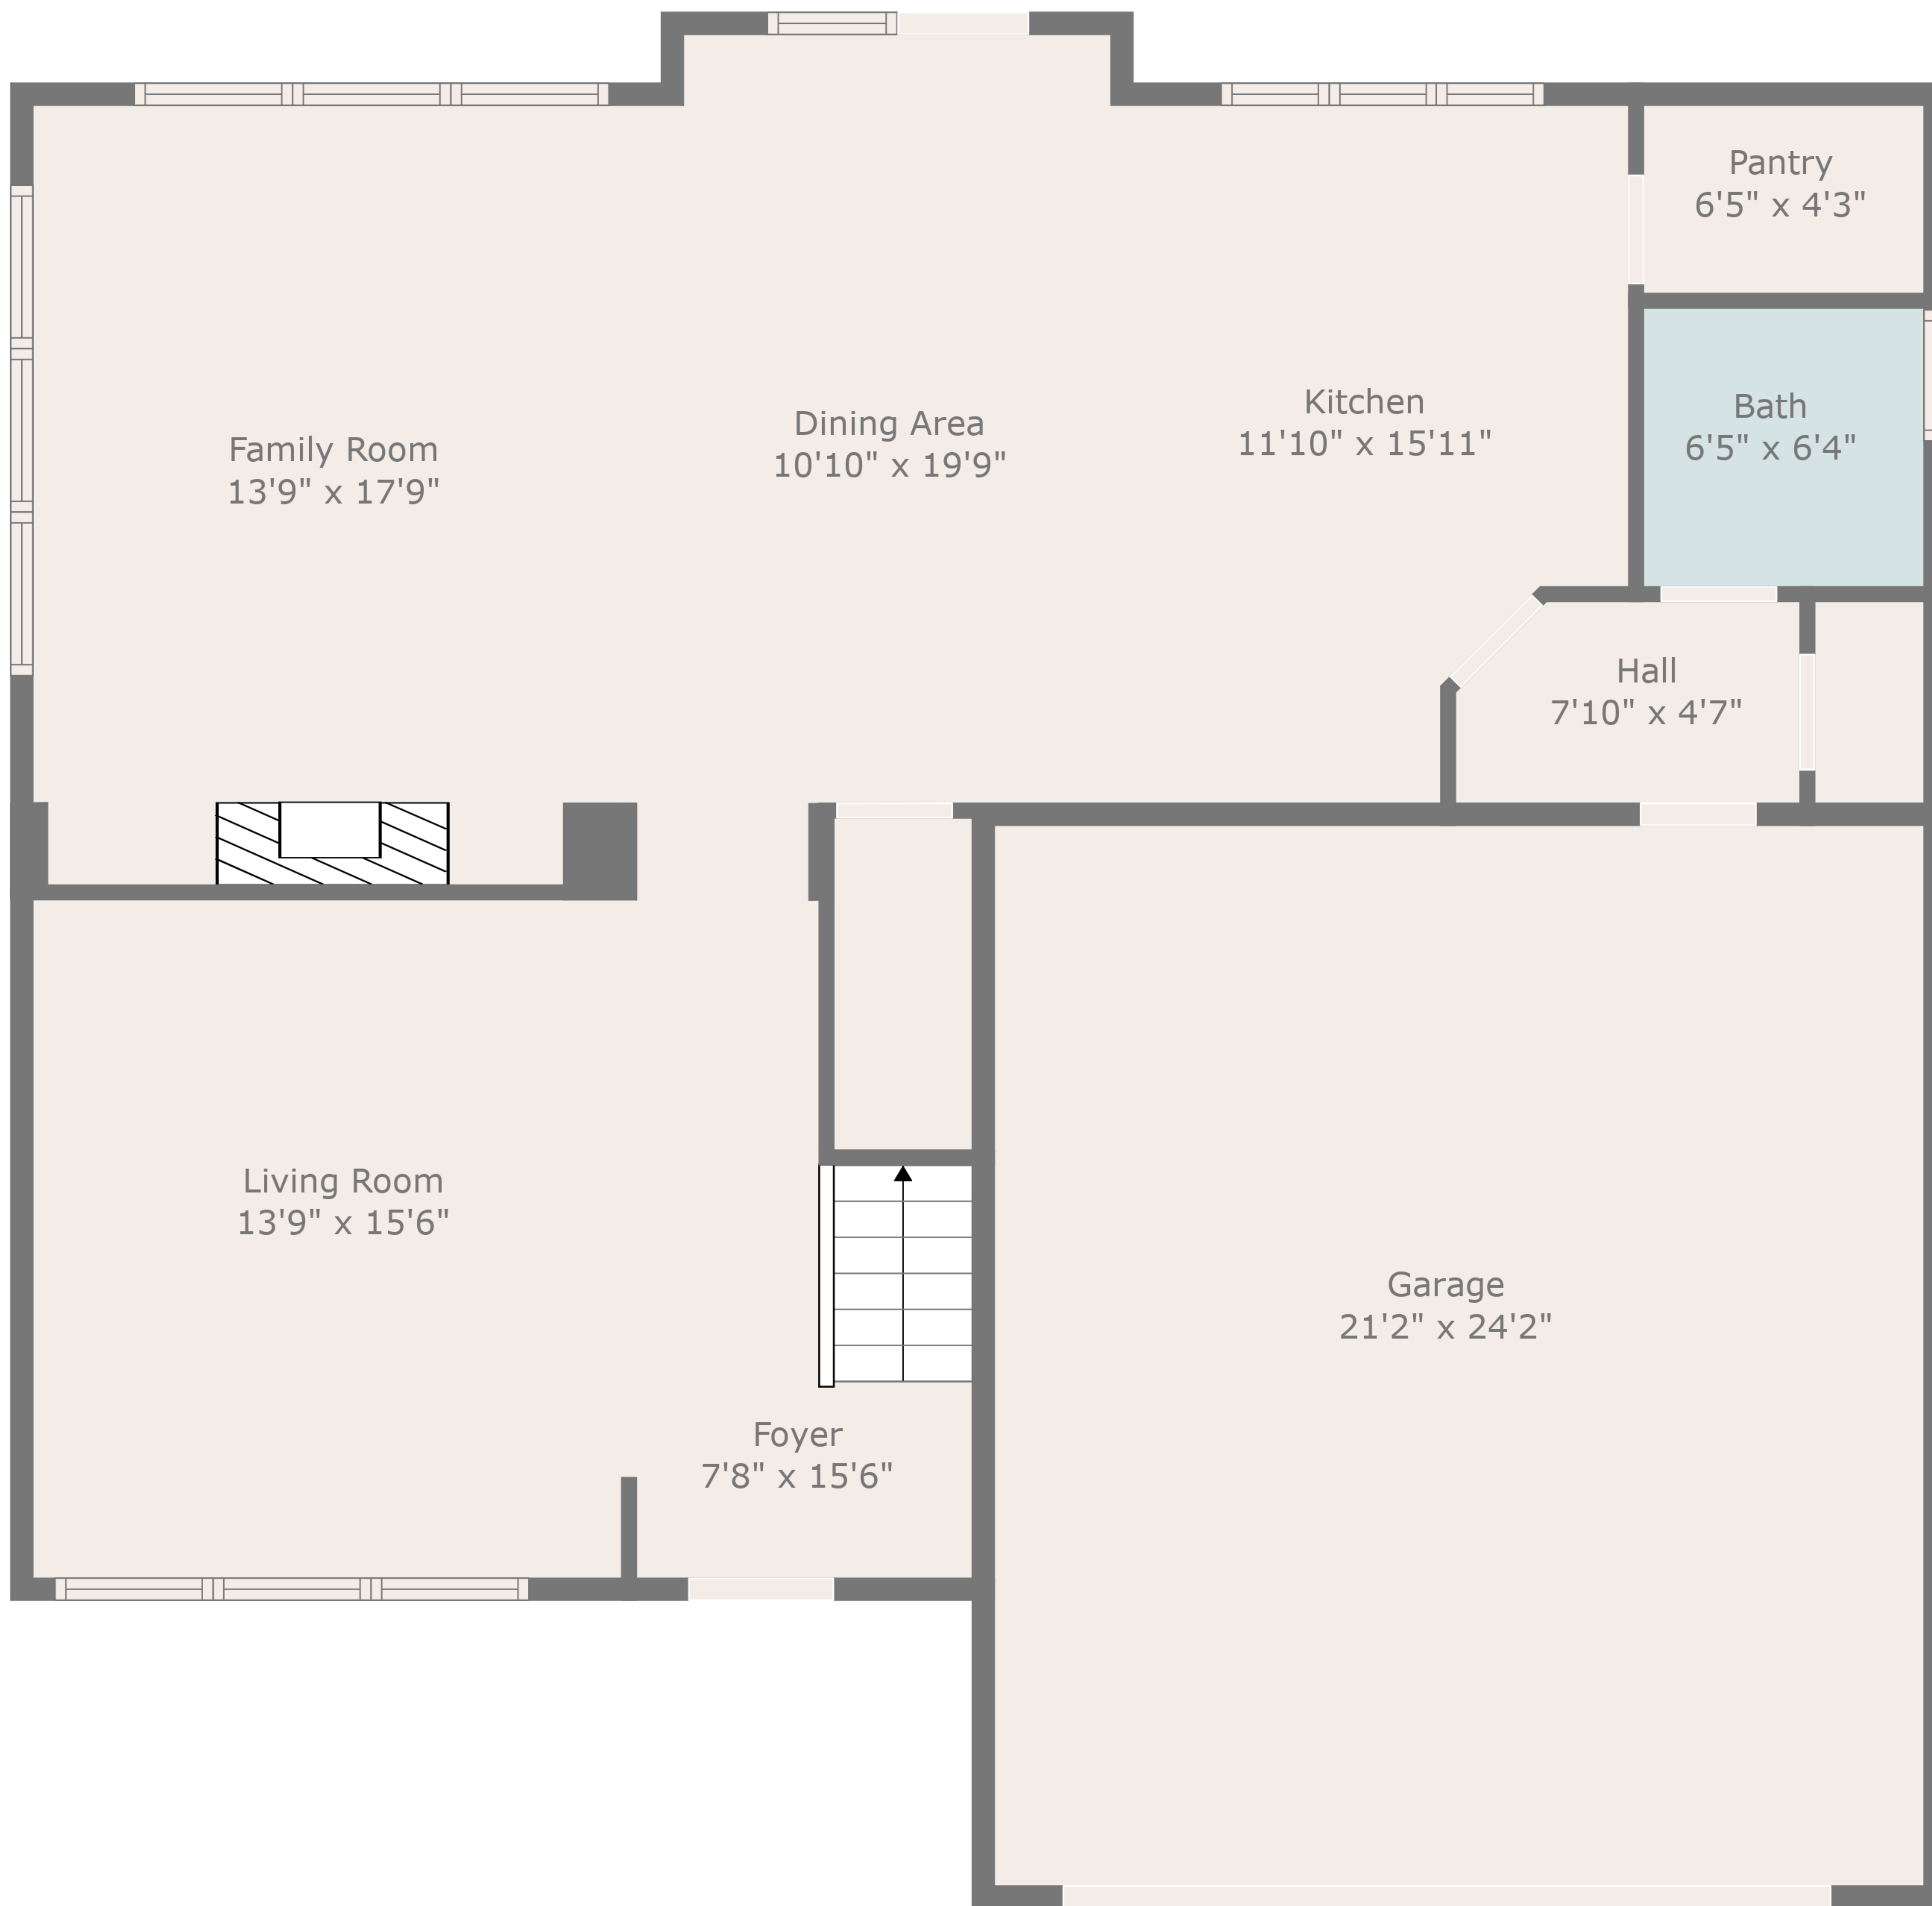 Pantry
6'5" x 4'3"
Kitchen
11'10" x 15'11"
Bath
6'5" x 6'4"
Dining Area
10'10" x 19'9"
Family Room
13'9" x 17'9"
Hall
7'10" x 4'7"
Living Room
13'9" x 15'6"
Garage
21'2" x 24'2"
Foyer
7'8" x 15'6"